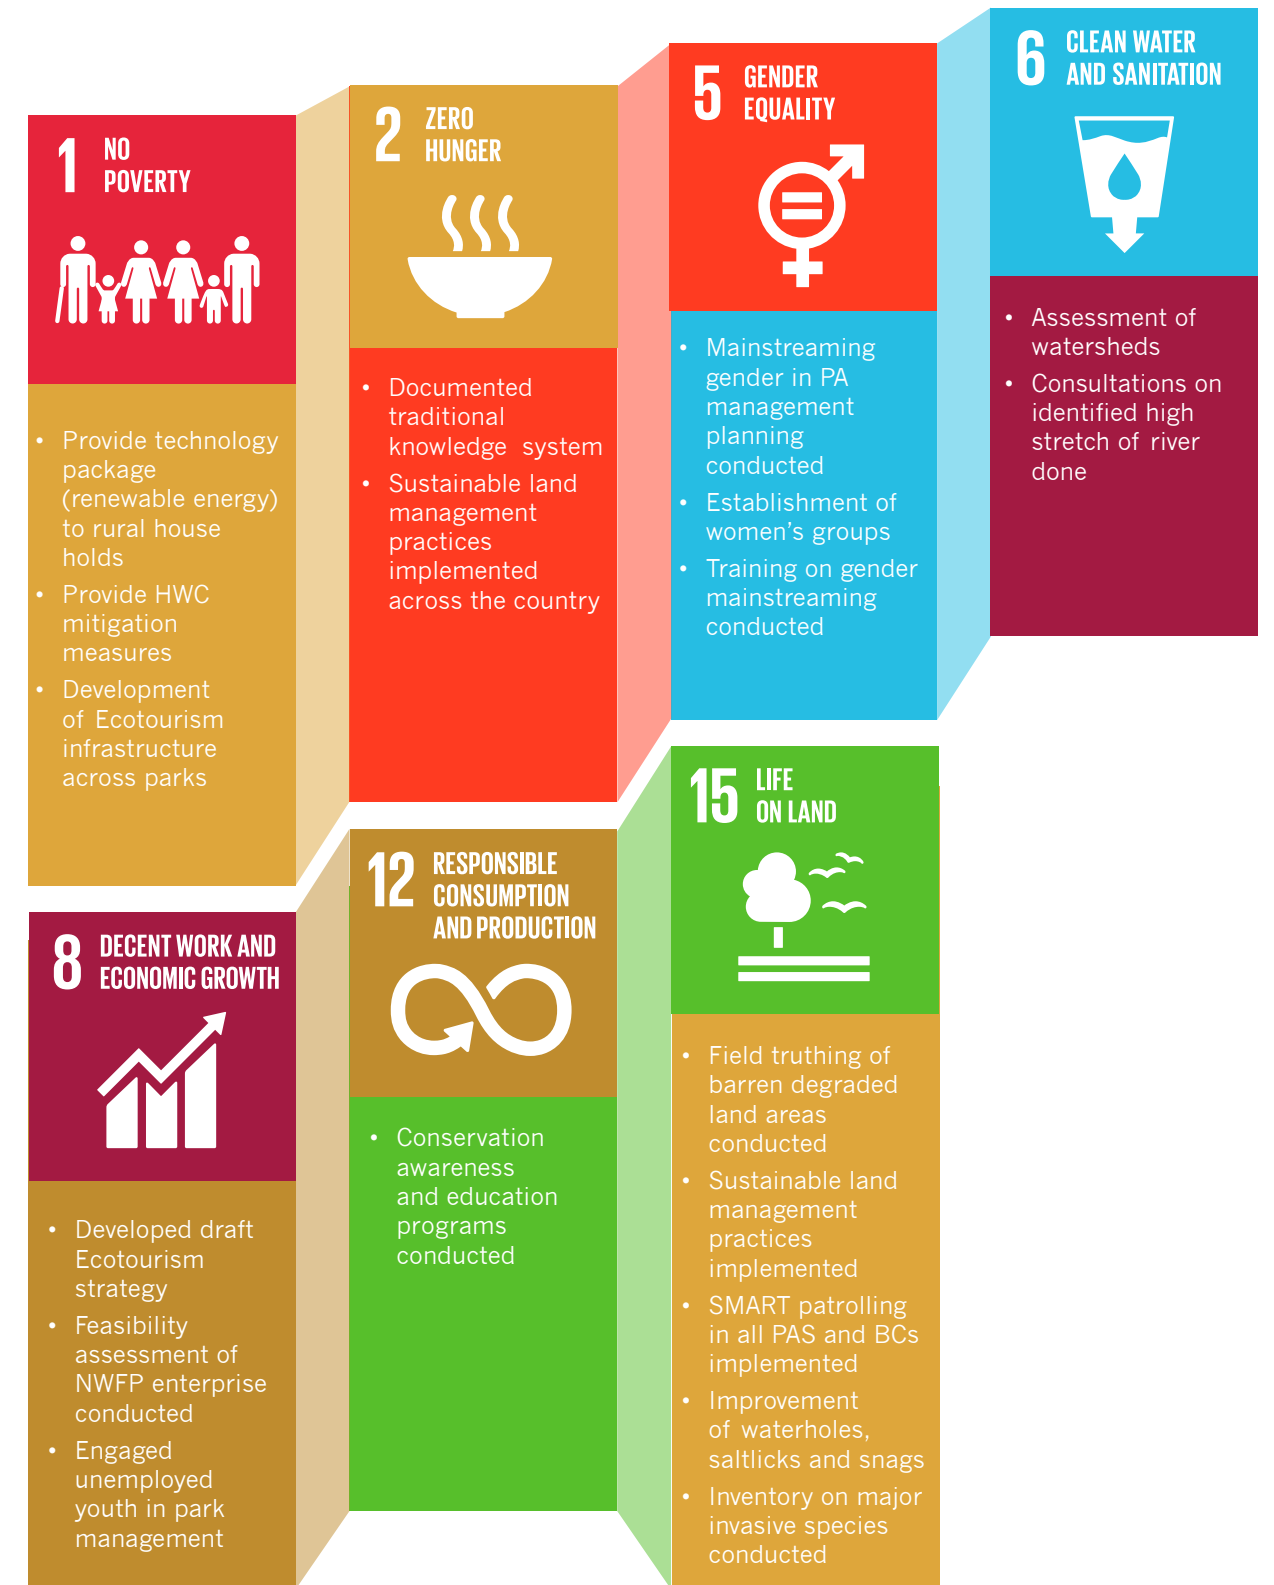 1 NO
POVERTY
• Provide technology
package
(renewable energy)
to rural house
holds
• Provide HWC
mitigation
measures
• Development
of Ecotourism
infrastructure
across parks
2 ZERO
HUNGER
• Documented
traditional
knowledge system
• Sustainable land
management
practices
implemented
across the country
5 GENDER
EQUALITY
• Mainstreaming
gender in PA
management
planning
conducted
• Establishment of
women’s groups
• Training on gender
mainstreaming
conducted
6 CLEAN WATER
AND SANITATION
• Assessment of
watersheds
• Consultations on
identified high
stretch of river
done
8 DECENT WORK AND
ECONOMIC GROWTH
• Developed draft
Ecotourism
strategy
• Feasibility
assessment of
NWFP enterprise
conducted
• Engaged
unemployed
youth in park
management
12 RESPONSIBLE
CONSUMPTION
AND PRODUCTION
• Conservation
awareness
and education
programs
conducted
15 LIFE
ON LAND
• Field truthing of
barren degraded
land areas
conducted
• Sustainable land
management
practices
implemented
• SMART patrolling
in all PAS and BCs
implemented
• Improvement
of waterholes,
saltlicks and snags
• Inventory on major
invasive species
conducted